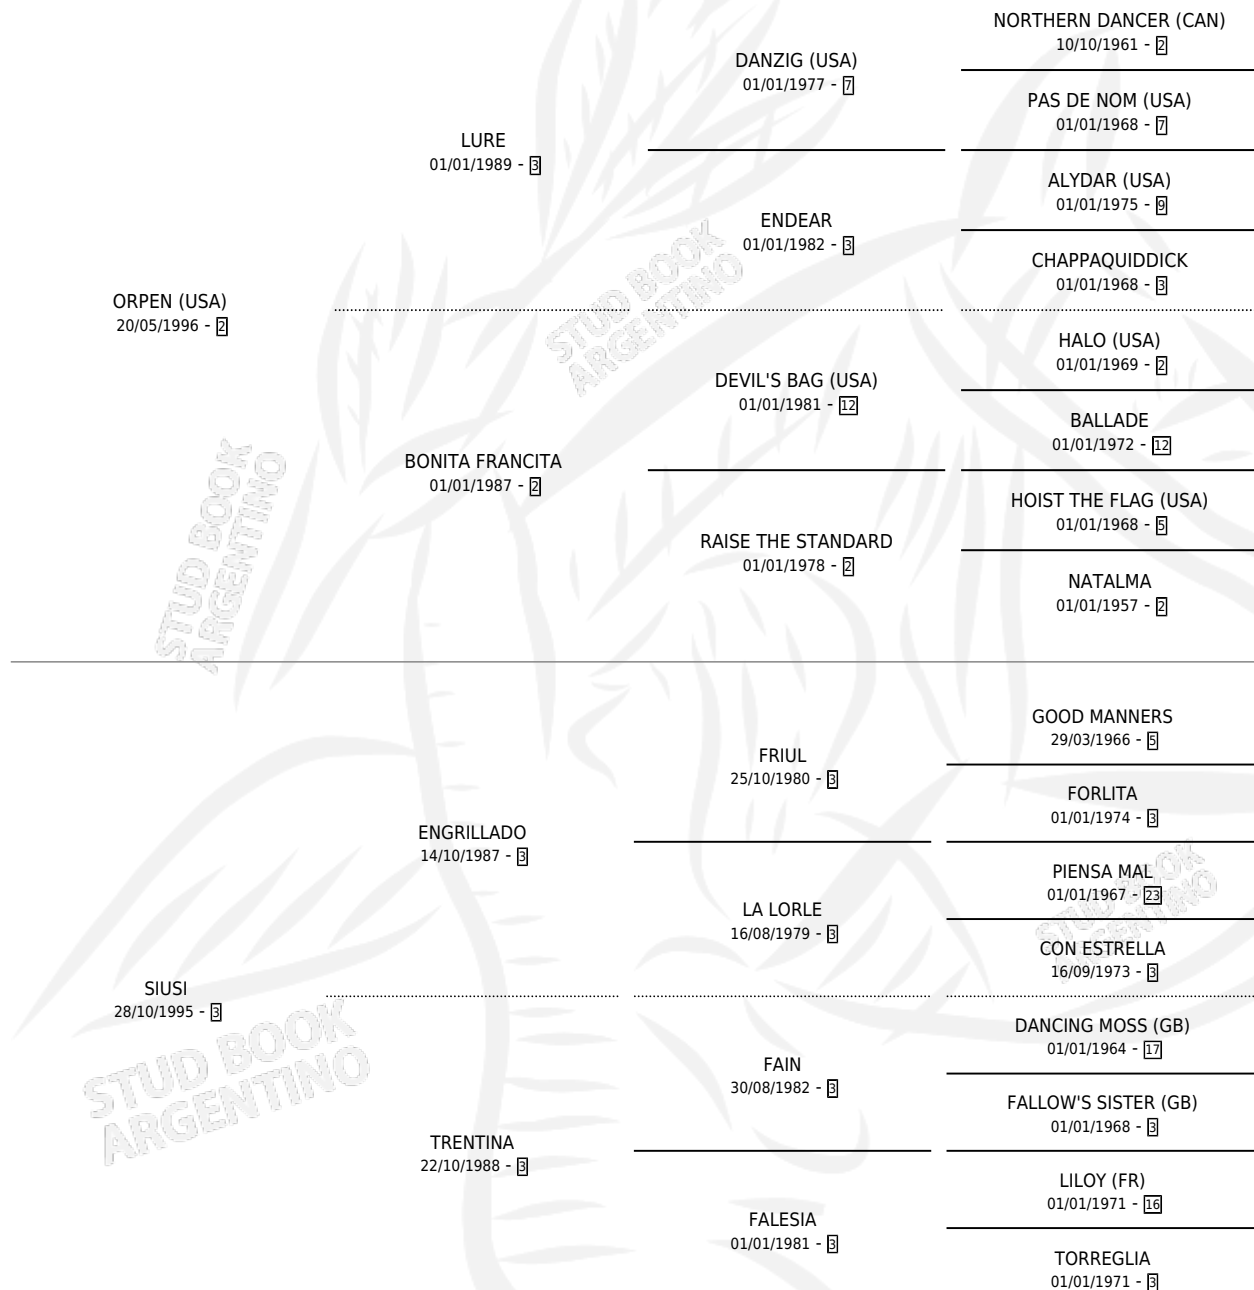 NORTHERN DANCER (CAN)
10/10/1961 - 2
DANZIG (USA)
01/01/1977 - 7
PAS DE NOM (USA)
01/01/1968 - 7
LURE
01/01/1989 - 3
ALYDAR (USA)
01/01/1975 - 9
ENDEAR
01/01/1982 - 3
CHAPPAQUIDDICK
01/01/1968 - 3
ORPEN (USA)
20/05/1996 - 2
STUD BOOK
ARGENTINO
HALO (USA)
01/01/1969 - 2
DEVIL'S BAG (USA)
01/01/1981 - 12
BALLADE
01/01/1972 - 12
BONITA FRANCITA
01/01/1987 - 2
HOIST THE FLAG (USA)
01/01/1968 - 5
RAISE THE STANDARD
01/01/1978 - 2
NATALMA
01/01/1957 - 2
STUD BOOK
ARGENTINO
GOOD MANNERS
29/03/1966 - 5
FRIUL
25/10/1980 - 3
FORLITA
01/01/1974 - 3
ENGRILLADO
14/10/1987 - 3
PIENSA MAL
01/01/1967 - 23
LA LORLE
16/08/1979 - 3
STUD BOOK
ARGENTINO
CON ESTRELLA
16/09/1973 - 3
SIUSI
28/10/1995 - 3
DANCING MOSS (GB)
01/01/1964 - 17
FAIN
30/08/1982 - 3
STUD BOOK
ARGENTINO
FALLOW'S SISTER (GB)
01/01/1968 - 3
TRENTINA
22/10/1988 - 3
LILOY (FR)
01/01/1971 - 16
FALESIA
01/01/1981 - 3
TORREGLIA
01/01/1971 - 3